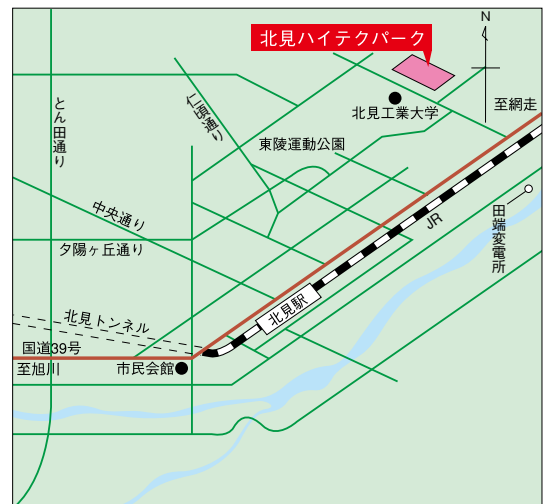 N
北見ハイテクパーク
至網走
北見工業大学
仁頃通り
とん田通り
東陵運動公園
中央通り
田端変電所
JR
夕陽ヶ丘通り
北見駅
北見トンネル
国道39号
至旭川
市民会館